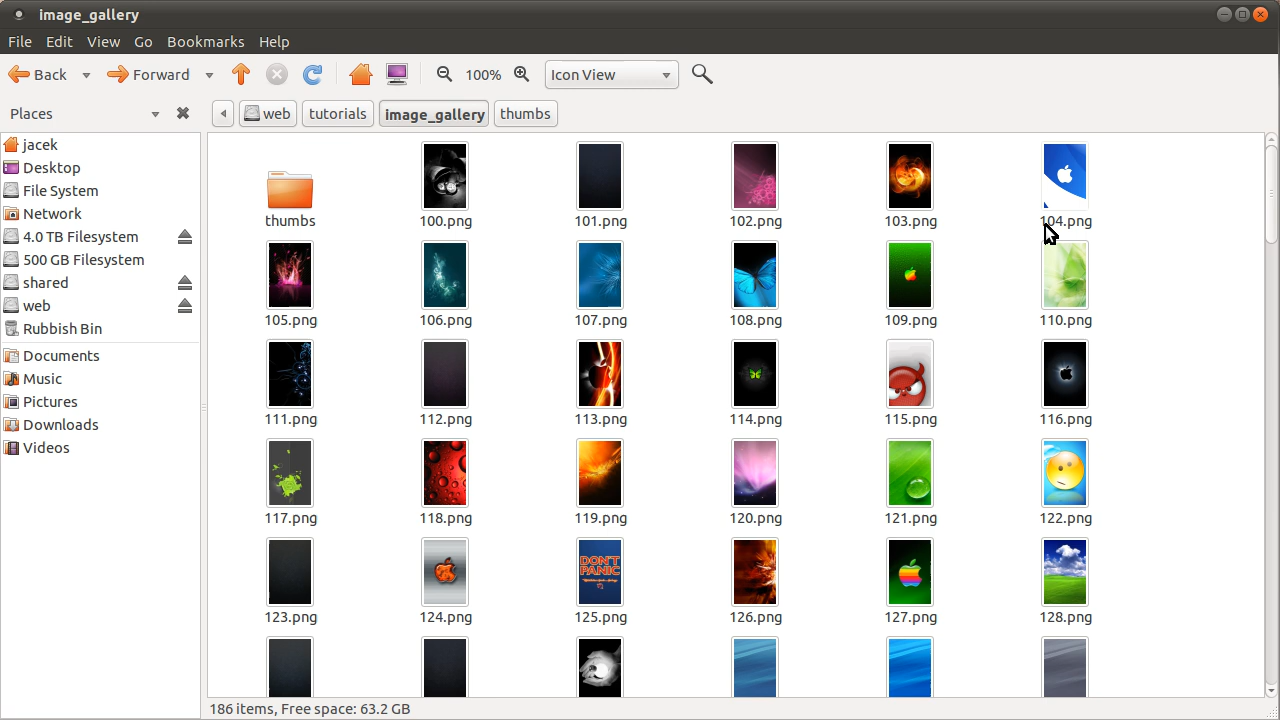 image_gallery
File Edit View Go Bookmarks Help
Back Forward 100% Icon View
Places web tutorials image_gallery thumbs
jacek
Desktop
File System
Network
4.0 TB Filesystem
500 GB Filesystem
shared
web
Rubbish Bin
Documents
Music
Pictures
Downloads
Videos
thumbs 100.png 101.png 102.png 103.png 104.png
105.png 106.png 107.png 108.png 109.png 110.png
111.png 112.png 113.png 114.png 115.png 116.png
117.png 118.png 119.png 120.png 121.png 122.png
DON'T
PANIC
123.png 124.png 125.png 126.png 127.png 128.png
186 items, Free space: 63.2 GB